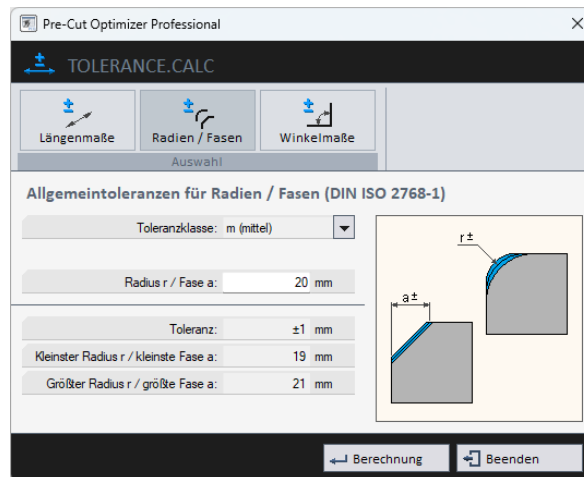 Pre-Cut Optimizer Professional
TOLERANCE.CALC
Längenmaße
Radien / Fasen
Winkelmaße
Auswahl
Allgemeintoleranzen für Radien / Fasen (DIN ISO 2768-1)
Toleranzklasse: m (mittel)
Radius r / Fase a: 20 mm
Toleranz: ±1 mm
Kleinster Radius r / kleinste Fase a: 19 mm
Größter Radius r / größte Fase a: 21 mm
r±
a±
Berechnung
Beenden